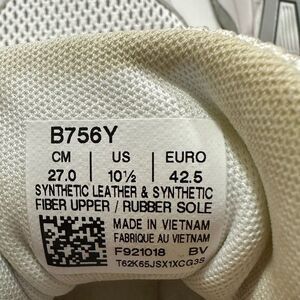 B756Y
CM | US | EURO
27.0 | 10½ | 42.5
SYNTHETIC LEATHER & SYNTHETIC
FIBER UPPER / RUBBER SOLE
MADE IN VIETNAM
FABRIQUE AU VIETNAM
F921018 BV
T62K65JSX1XCG3S